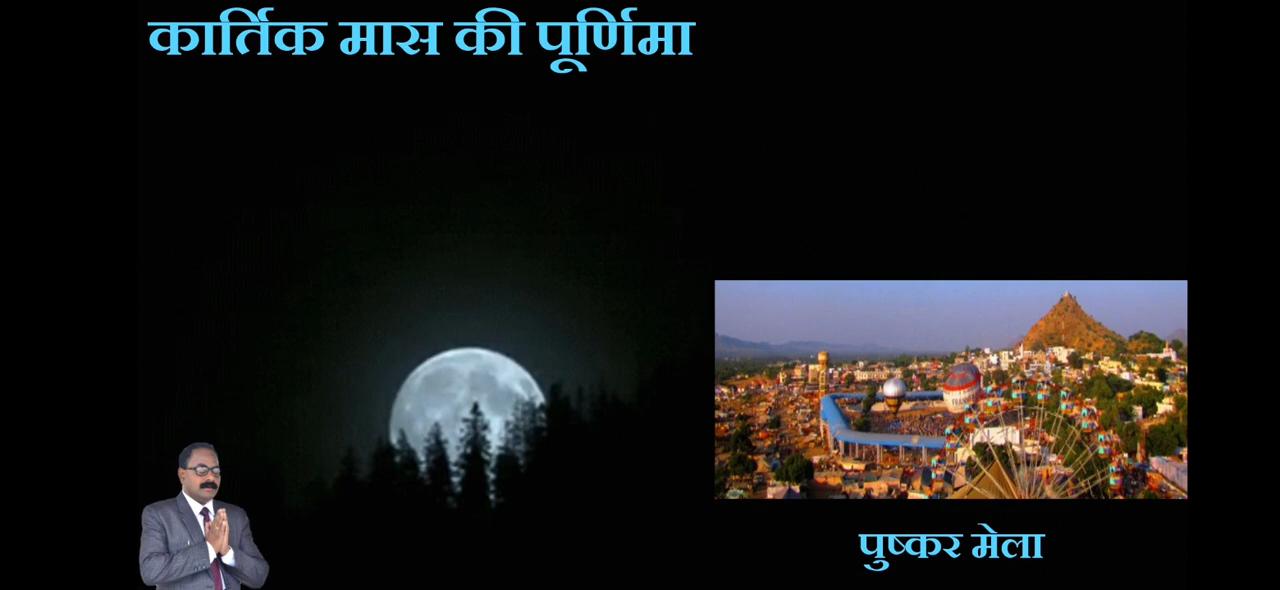 कार्तिक मास की पूर्णिमा
पुष्कर मेला